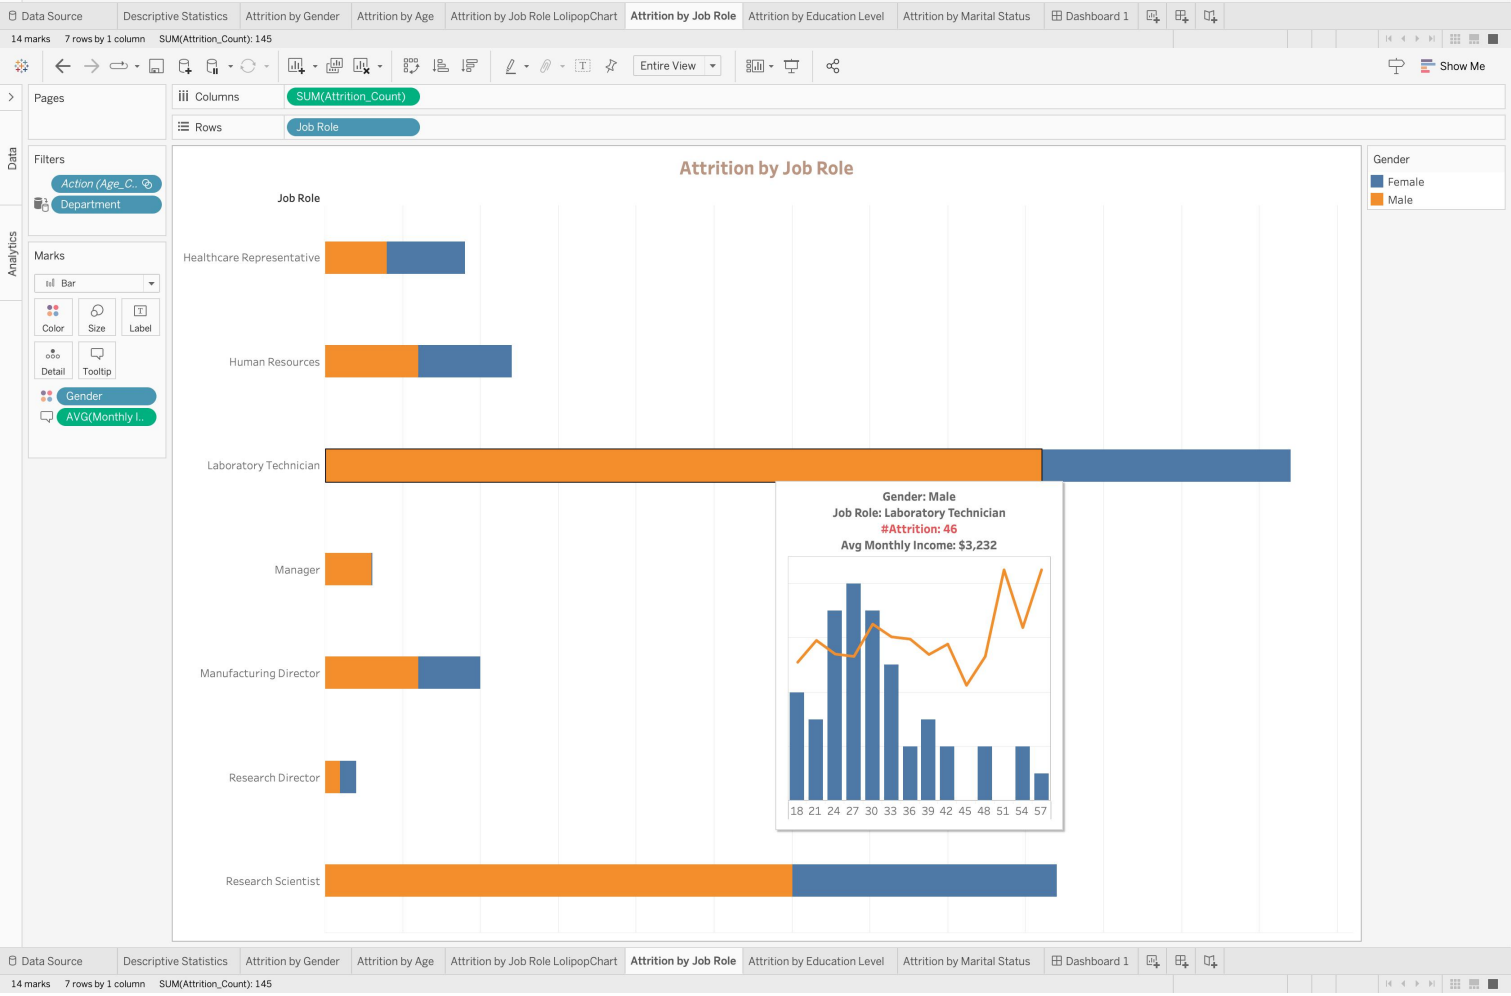 Data Source
Descriptive Statistics
Attrition by Gender
Attrition by Age
Attrition by Job Role LolipopChart
Attrition by Job Role
Attrition by Education Level
Attrition by Marital Status
Dashboard 1
14 marks
7 rows by 1 column
SUM(Attrition_Count): 145
Entire View
Show Me
Pages
Columns
SUM(Attrition_Count)
Rows
Job Role
Data
Analytics
Filters
Action (Age_C..
Department
Marks
Bar
Color
Size
Label
Detail
Tooltip
Gender
AVG(Monthly I..
Attrition by Job Role
Job Role
Healthcare Representative
Human Resources
Laboratory Technician
Manager
Manufacturing Director
Research Director
Research Scientist
Gender: Male
Job Role: Laboratory Technician
#Attrition: 46
Avg Monthly Income: $3,232
18 21 24 27 30 33 36 39 42 45 48 51 54 57
Gender
Female
Male
Data Source
Descriptive Statistics
Attrition by Gender
Attrition by Age
Attrition by Job Role LolipopChart
Attrition by Job Role
Attrition by Education Level
Attrition by Marital Status
Dashboard 1
14 marks
7 rows by 1 column
SUM(Attrition_Count): 145